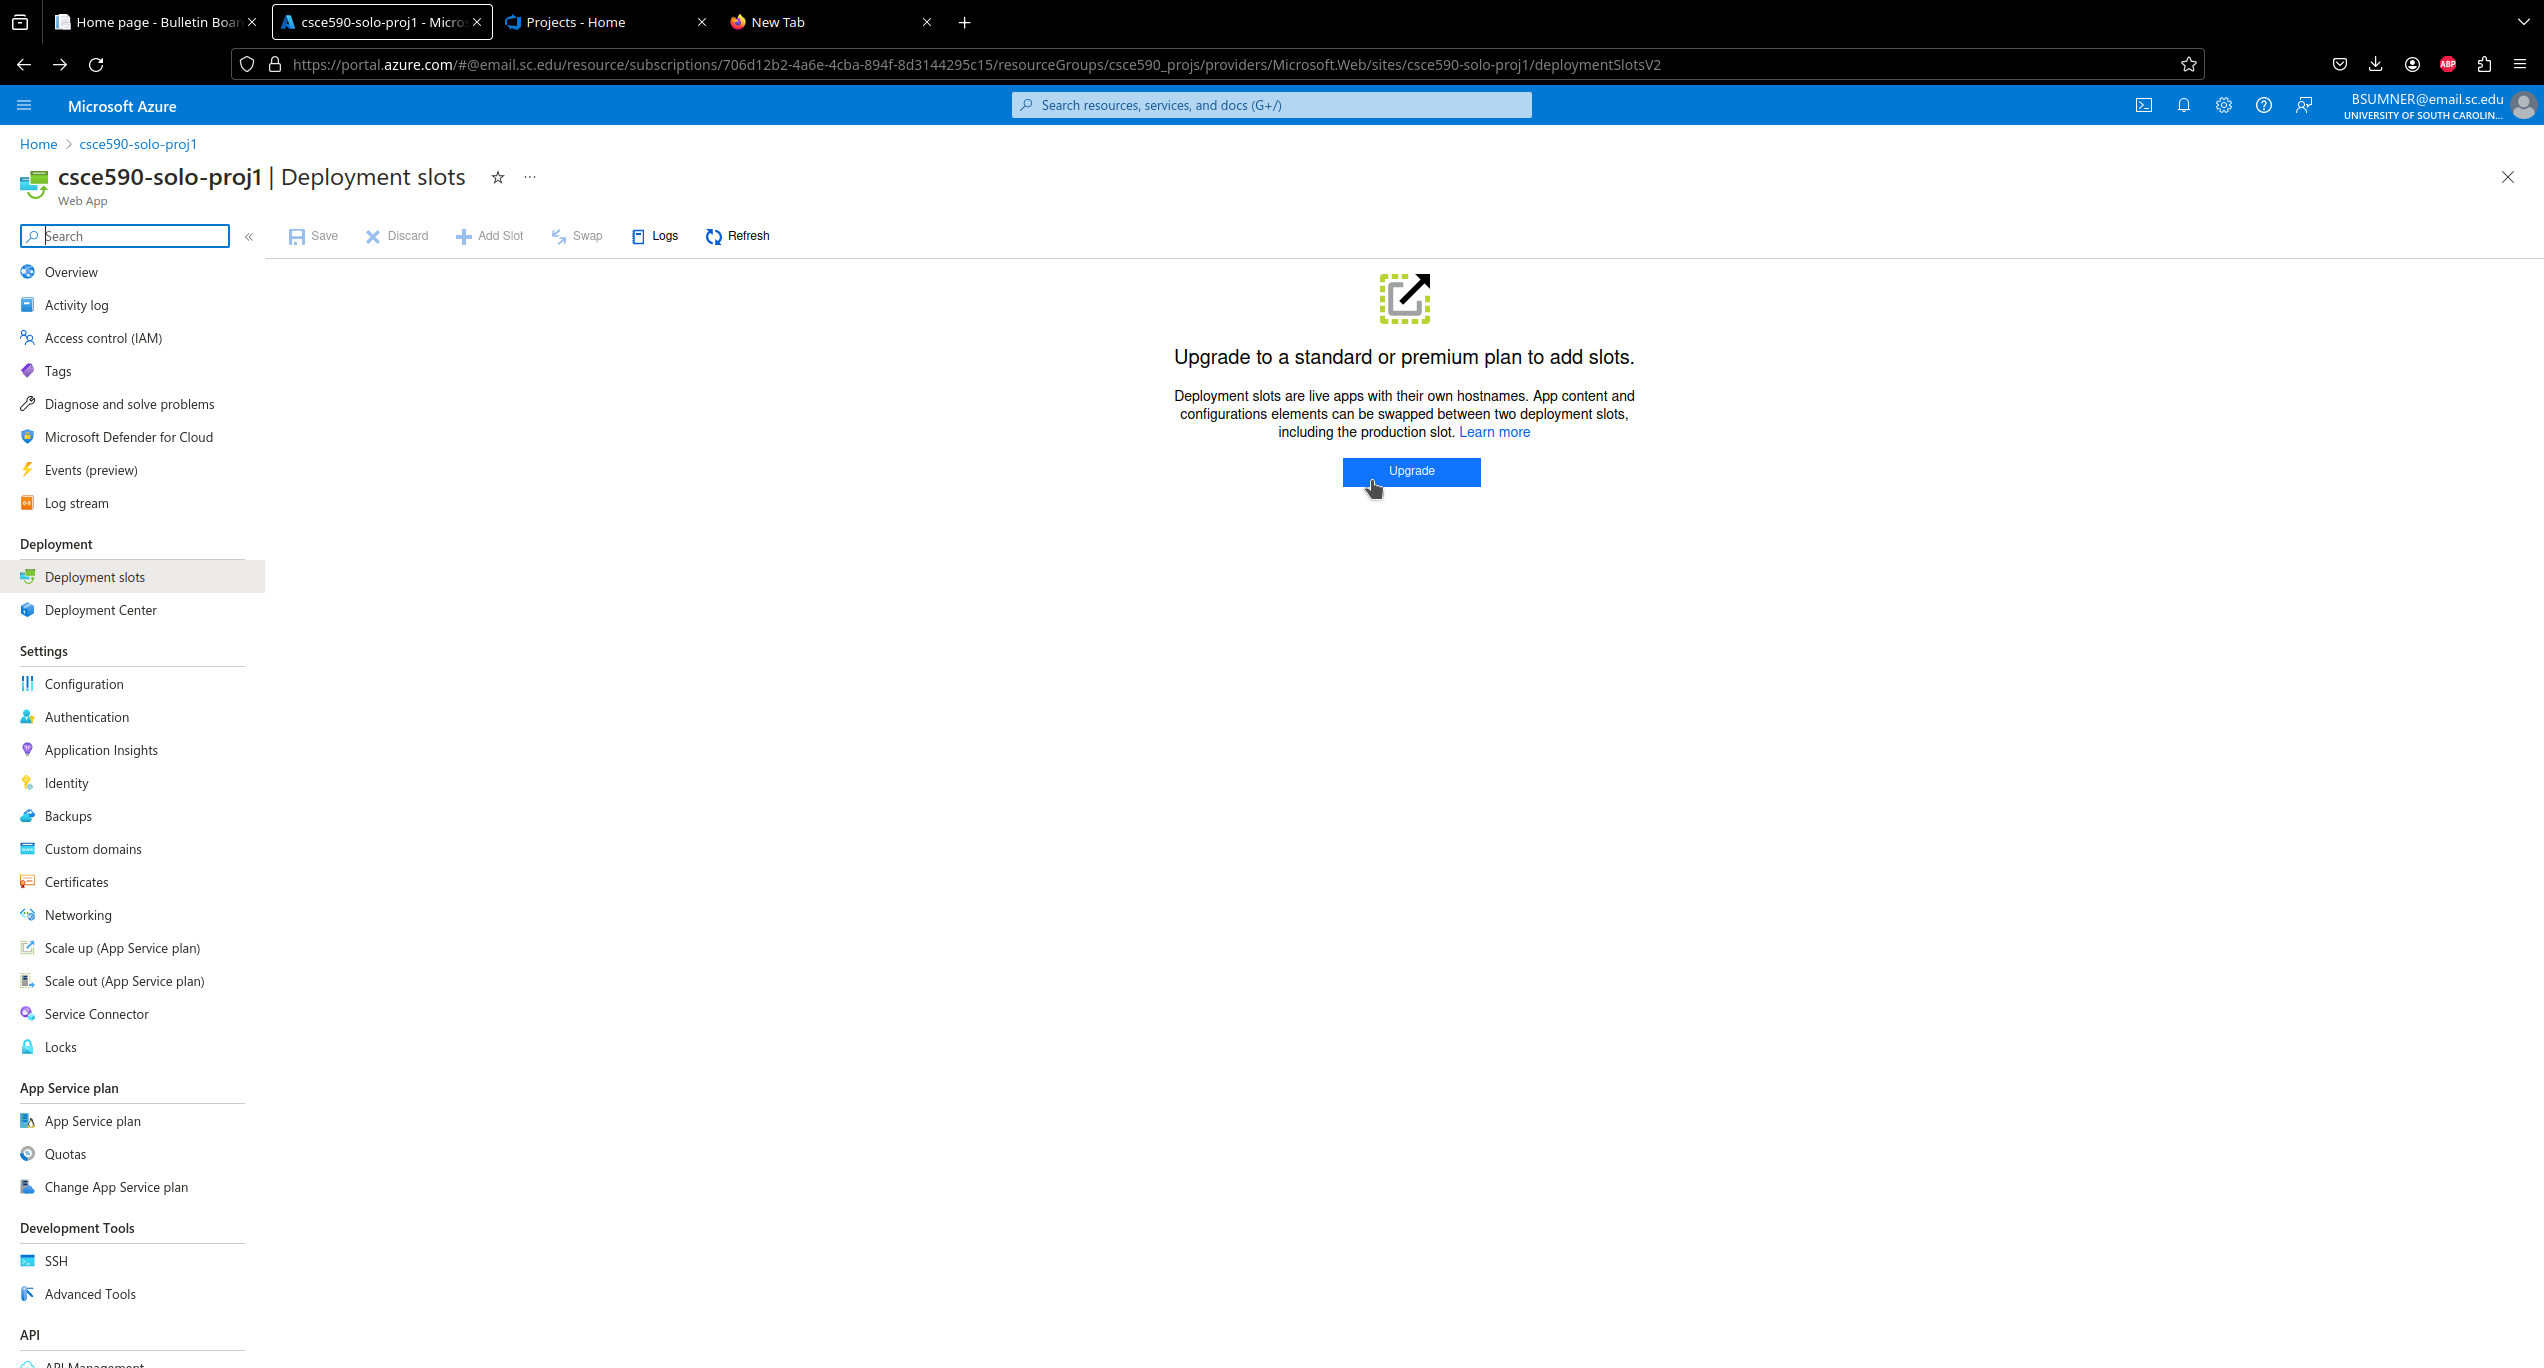 Home page - Bulletin Boar
csce590-solo-proj1 - Micros
Projects - Home
New Tab
https://portal.azure.com/#@email.sc.edu/resource/subscriptions/706d12b2-4a6e-4cba-894f-8d3144295c15/resourceGroups/csce590_projs/providers/Microsoft.Web/sites/csce590-solo-proj1/deploymentSlotsV2
ABP
Microsoft Azure
Search resources, services, and docs (G+/)
BSUMNER@email.sc.edu
UNIVERSITY OF SOUTH CAROLIN...
Home > csce590-solo-proj1
csce590-solo-proj1 | Deployment slots
Web App
Search
Save
Discard
Add Slot
Swap
Logs
Refresh
Overview
Activity log
Access control (IAM)
Tags
Diagnose and solve problems
Microsoft Defender for Cloud
Events (preview)
Log stream
Deployment
Deployment slots
Deployment Center
Settings
Configuration
Authentication
Application Insights
Identity
Backups
Custom domains
Certificates
Networking
Scale up (App Service plan)
Scale out (App Service plan)
Service Connector
Locks
App Service plan
App Service plan
Quotas
Change App Service plan
Development Tools
SSH
Advanced Tools
API
API Management
Upgrade to a standard or premium plan to add slots.
Deployment slots are live apps with their own hostnames. App content and
configurations elements can be swapped between two deployment slots,
including the production slot. Learn more
Upgrade